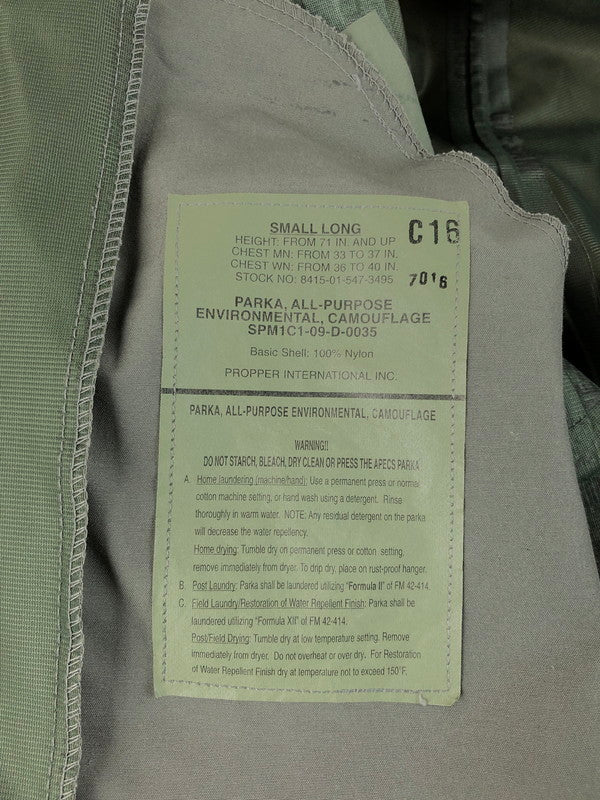 SMALL LONG
C16
HEIGHT: FROM 71 IN. AND UP
CHEST MN: FROM 33 TO 37 IN.
CHEST WN: FROM 36 TO 40 IN.
STOCK NO: 8415-01-547-3495
7016
PARKA, ALL-PURPOSE
ENVIRONMENTAL, CAMOUFLAGE
SPM1C1-09-D-0035
Basic Shell: 100% Nylon
PROPPER INTERNATIONAL INC.
PARKA, ALL-PURPOSE ENVIRONMENTAL, CAMOUFLAGE
WARNING!!
DO NOT STARCH, BLEACH, DRY CLEAN OR PRESS THE APECS PARKA
A. Home laundering (machine/hand): Use a permanent press or normal
cotton machine setting, or hand wash using a detergent. Rinse
thoroughly in warm water. NOTE: Any residual detergent on the parka
will decrease the water repellency.
Home drying: Tumble dry on permanent press or cotton setting,
remove immediately from dryer. To drip dry, place on rust-proof hanger.
B. Post Laundry: Parka shall be laundered utilizing "Formula II" of FM 42-414.
C. Field Laundry/Restoration of Water Repellent Finish: Parka shall be
laundered utilizing "Formula XII" of FM 42-414.
Post/Field Drying: Tumble dry at low temperature setting. Remove
immediately from dryer. Do not overheat or over dry. For Restoration
of Water Repellent Finish dry at temperature not to exceed 150°F.